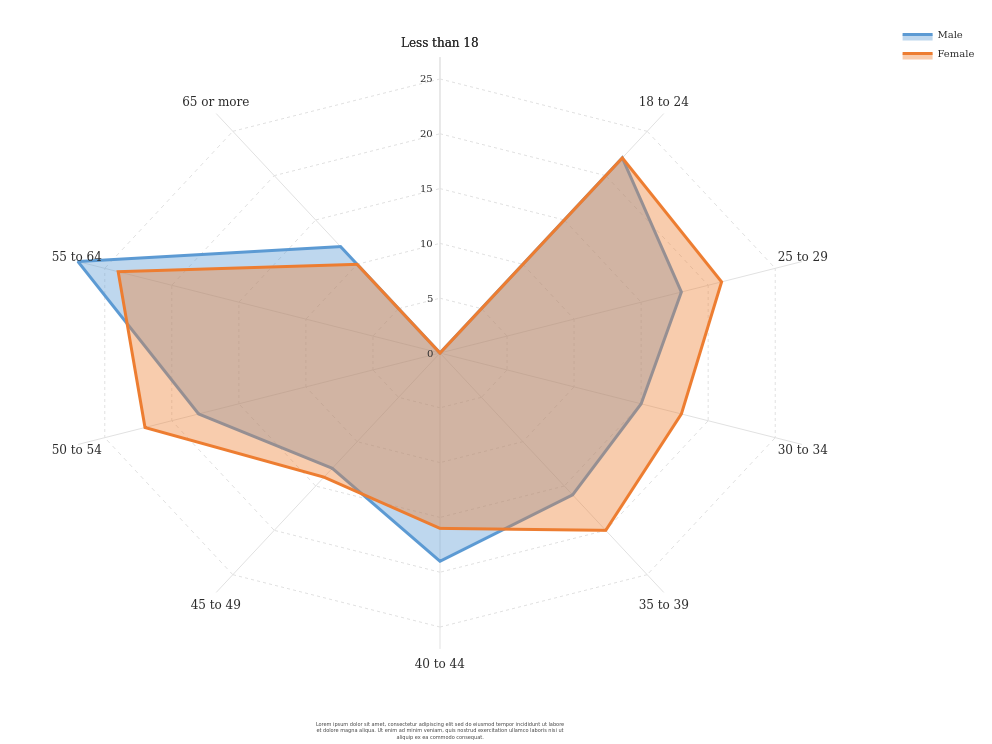 Male
Female
Less than 18
18 to 24
25 to 29
30 to 34
35 to 39
40 to 44
45 to 49
50 to 54
55 to 64
65 or more
25
20
15
10
5
0
Lorem ipsum dolor sit amet, consectetur adipiscing elit sed do eiusmod tempor incididunt ut labore
et dolore magna aliqua. Ut enim ad minim veniam, quis nostrud exercitation ullamco laboris nisi ut
aliquip ex ea commodo consequat.